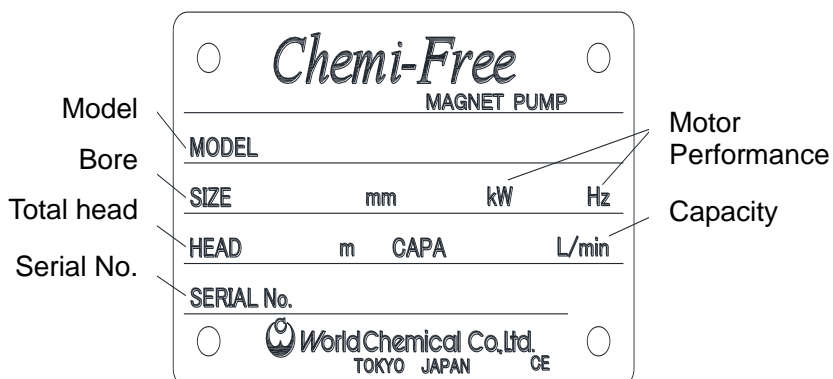 Chemi-Free
MAGNET PUMP
Model
MODEL
Bore
SIZE mm kW Hz
Motor
Performance
Total head
HEAD m CAPA L/min
Capacity
Serial No.
SERIAL No.
World Chemical Co.,Ltd.
TOKYO JAPAN CE